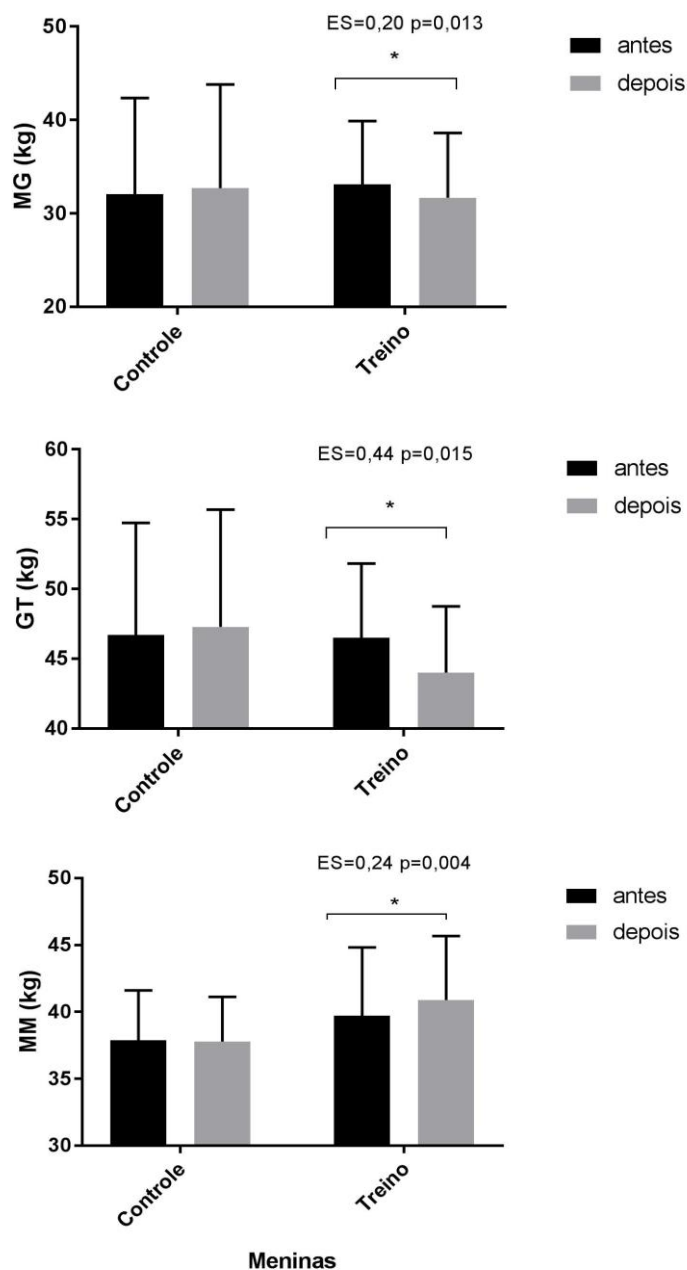 ES=0,20 p=0,013
*
antes
depois
MG (kg)
50
40
30
20
Controle
Treino
ES=0,44 p=0,015
*
antes
depois
GT (kg)
60
55
50
45
40
Controle
Treino
ES=0,24 p=0,004
*
antes
depois
MM (kg)
50
45
40
35
30
Controle
Treino
Meninas